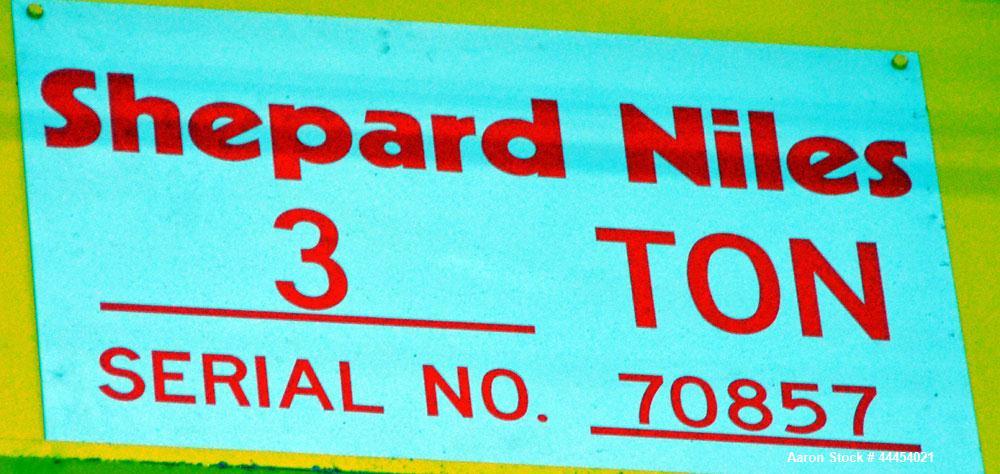 Shepard Niles
3 TON
SERIAL NO. 70857
Aaron Stock # 44454021